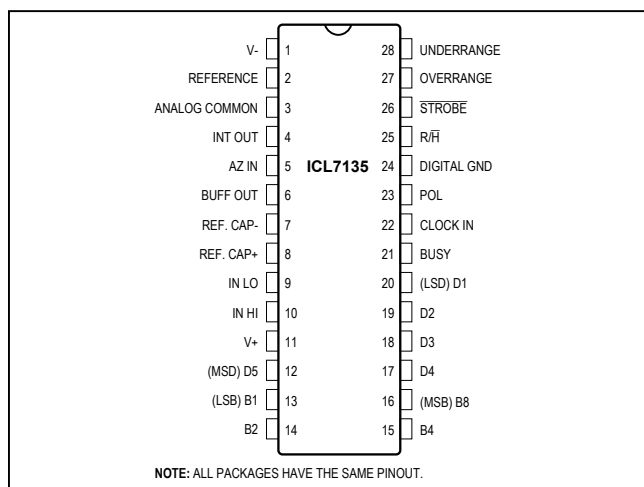 V- 1 28 UNDERRANGE
REFERENCE 2 27 OVERRANGE
ANALOG COMMON 3 26 STROBE
INT OUT 4 25 R/H
AZ IN 5 ICL7135 24 DIGITAL GND
BUFF OUT 6 23 POL
REF. CAP- 7 22 CLOCK IN
REF. CAP+ 8 21 BUSY
IN LO 9 20 (LSD) D1
IN HI 10 19 D2
V+ 11 18 D3
(MSD) D5 12 17 D4
(LSB) B1 13 16 (MSB) B8
B2 14 15 B4
NOTE: ALL PACKAGES HAVE THE SAME PINOUT.